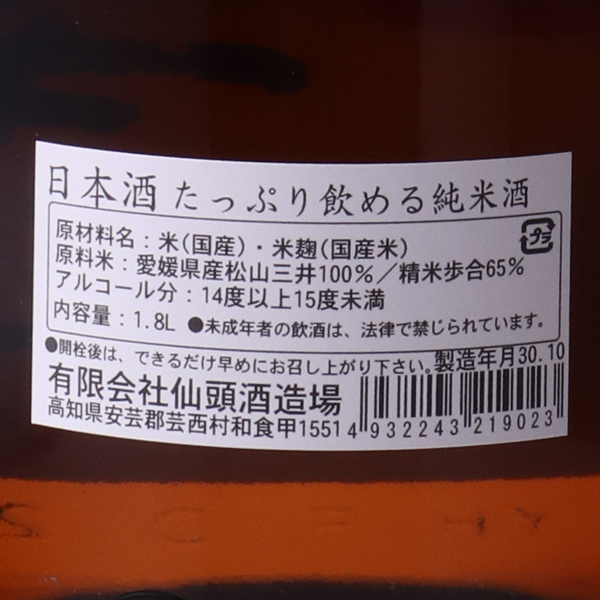 日本酒 たっぷり飲める純米酒
原材料名：米(国産)・米麹(国産米)
プラ
原料米：愛媛県産松山三井100%／精米歩合65%
アルコール分：14度以上15度未満
内容量：1.8L ●未成年者の飲酒は、法律で禁じられています。
●開栓後は、できるだけ早めにお召し上がり下さい。製造年月30.10
有限会社仙頭酒造場
高知県安芸郡芸西村和食甲1551
4 932243 219023